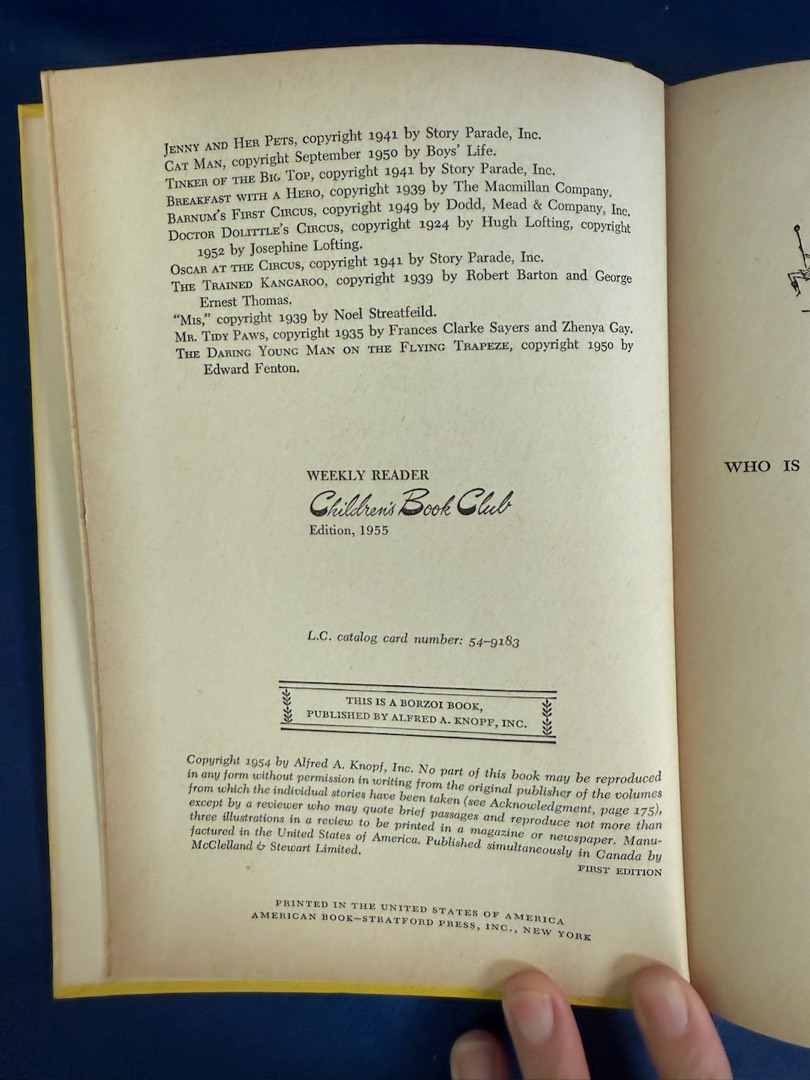 JENNY AND HER PETS, copyright 1941 by Story Parade, Inc.
CAT MAN, copyright September 1950 by Boys' Life.
TINKER OF THE BIG TOP, copyright 1941 by Story Parade, Inc.
BREAKFAST WITH A HERO, copyright 1939 by The Macmillan Company.
BARNUM'S FIRST CIRCUS, copyright 1949 by Dodd, Mead & Company, Inc.
DOCTOR DOLITTLE'S CIRCUS, copyright 1924 by Hugh Lofting, copyright
1952 by Josephine Lofting.
OSCAR AT THE CIRCUS, copyright 1941 by Story Parade, Inc.
THE TRAINED KANGAROO, copyright 1939 by Robert Barton and George
Ernest Thomas.
"MIS," copyright 1939 by Noel Streatfeild.
MR. TIDY PAWS, copyright 1935 by Frances Clarke Sayers and Zhenya Gay.
THE DARING YOUNG MAN ON THE FLYING TRAPEZE, copyright 1950 by
Edward Fenton.
WEEKLY READER
Children's Book Club
Edition, 1955
L.C. catalog card number: 54–9183
THIS IS A BORZOI BOOK,
PUBLISHED BY ALFRED A. KNOPF, INC.
Copyright 1954 by Alfred A. Knopf, Inc. No part of this book may be reproduced
in any form without permission in writing from the original publisher of the volumes
from which the individual stories have been taken (see Acknowledgment, page 175),
except by a reviewer who may quote brief passages and reproduce not more than
three illustrations in a review to be printed in a magazine or newspaper. Manu-
factured in the United States of America. Published simultaneously in Canada by
McClelland & Stewart Limited.
FIRST EDITION
PRINTED IN THE UNITED STATES OF AMERICA
AMERICAN BOOK—STRATFORD PRESS, INC., NEW YORK
WHO IS